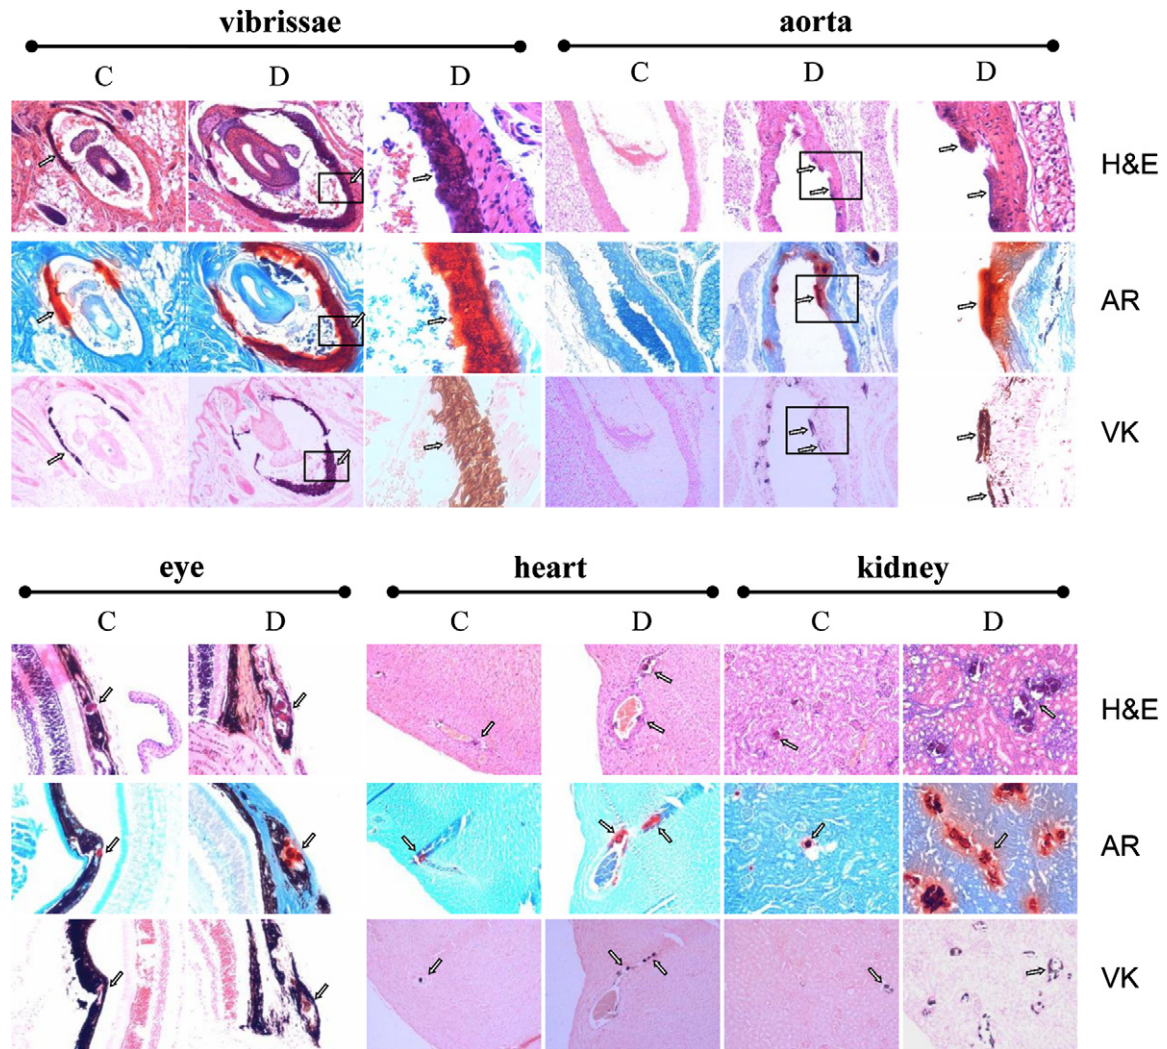 vibrissae aorta
C D D C D D
H&E
AR
VK
eye heart kidney
C D C D C D
H&E
AR
VK